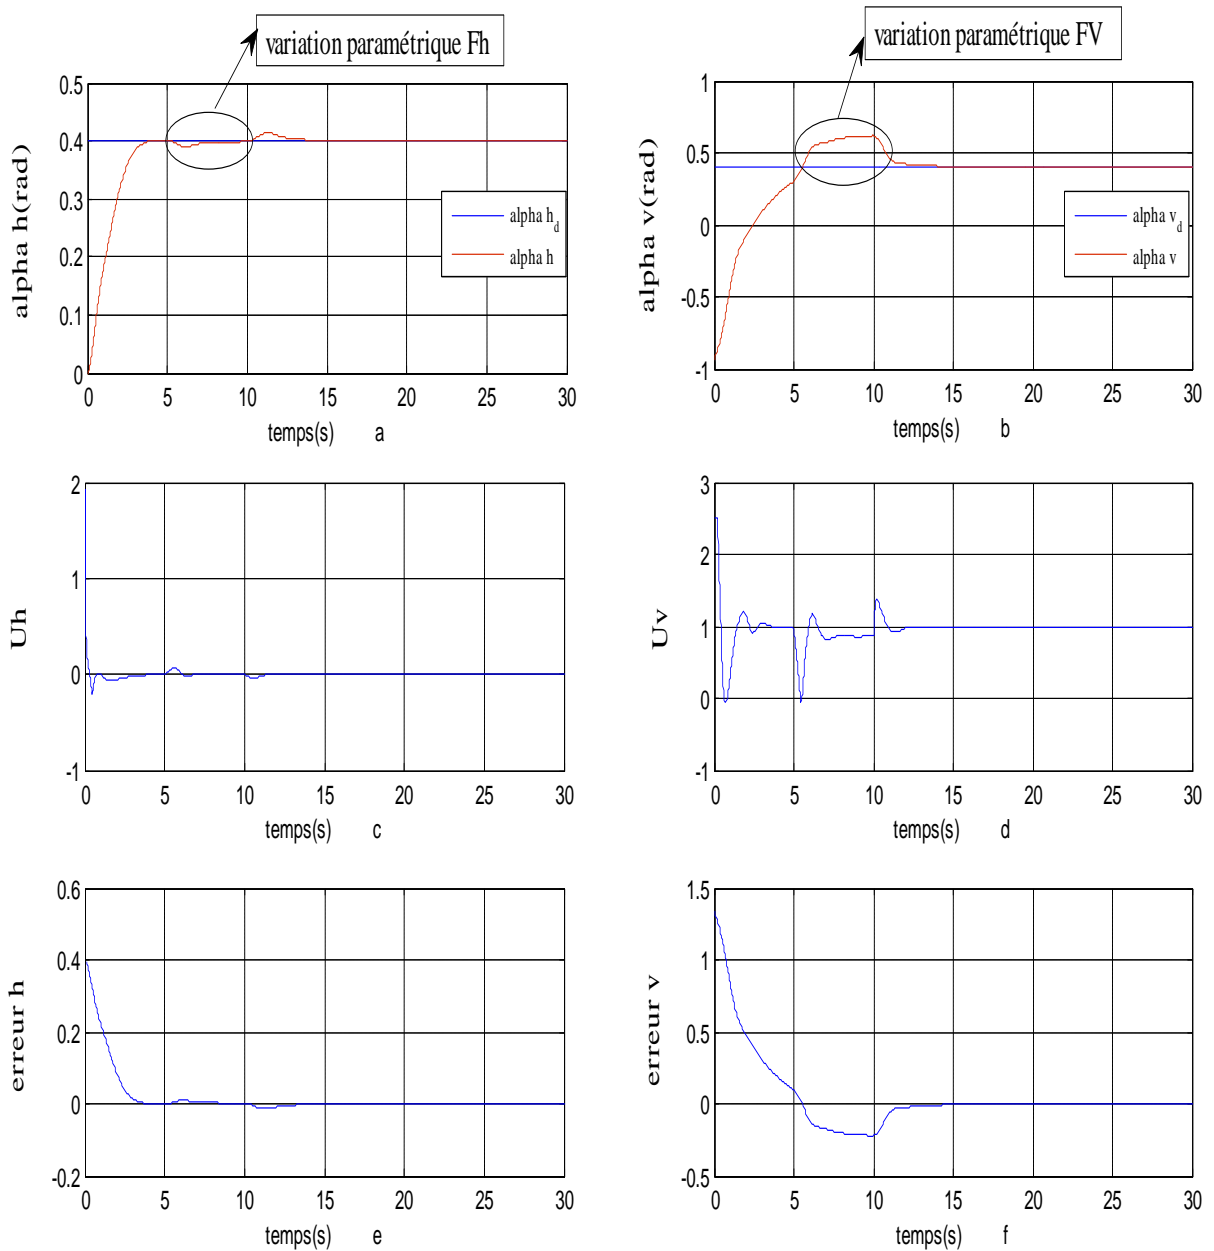 variation paramétrique Fh
variation paramétrique FV
0.5
0.4
0.3
0.2
0.1
0
alpha h(rad)
alpha h_d
alpha h
0 5 10 15 20 25 30
temps(s) a
1
0.5
0
-0.5
-1
alpha v(rad)
alpha v_d
alpha v
0 5 10 15 20 25 30
temps(s) b
2
1
0
-1
Uh
0 5 10 15 20 25 30
temps(s) c
3
2
1
0
-1
Uv
0 5 10 15 20 25 30
temps(s) d
0.6
0.4
0.2
0
-0.2
erreur h
0 5 10 15 20 25 30
temps(s) e
1.5
1
0.5
0
-0.5
erreur v
0 5 10 15 20 25 30
temps(s) f